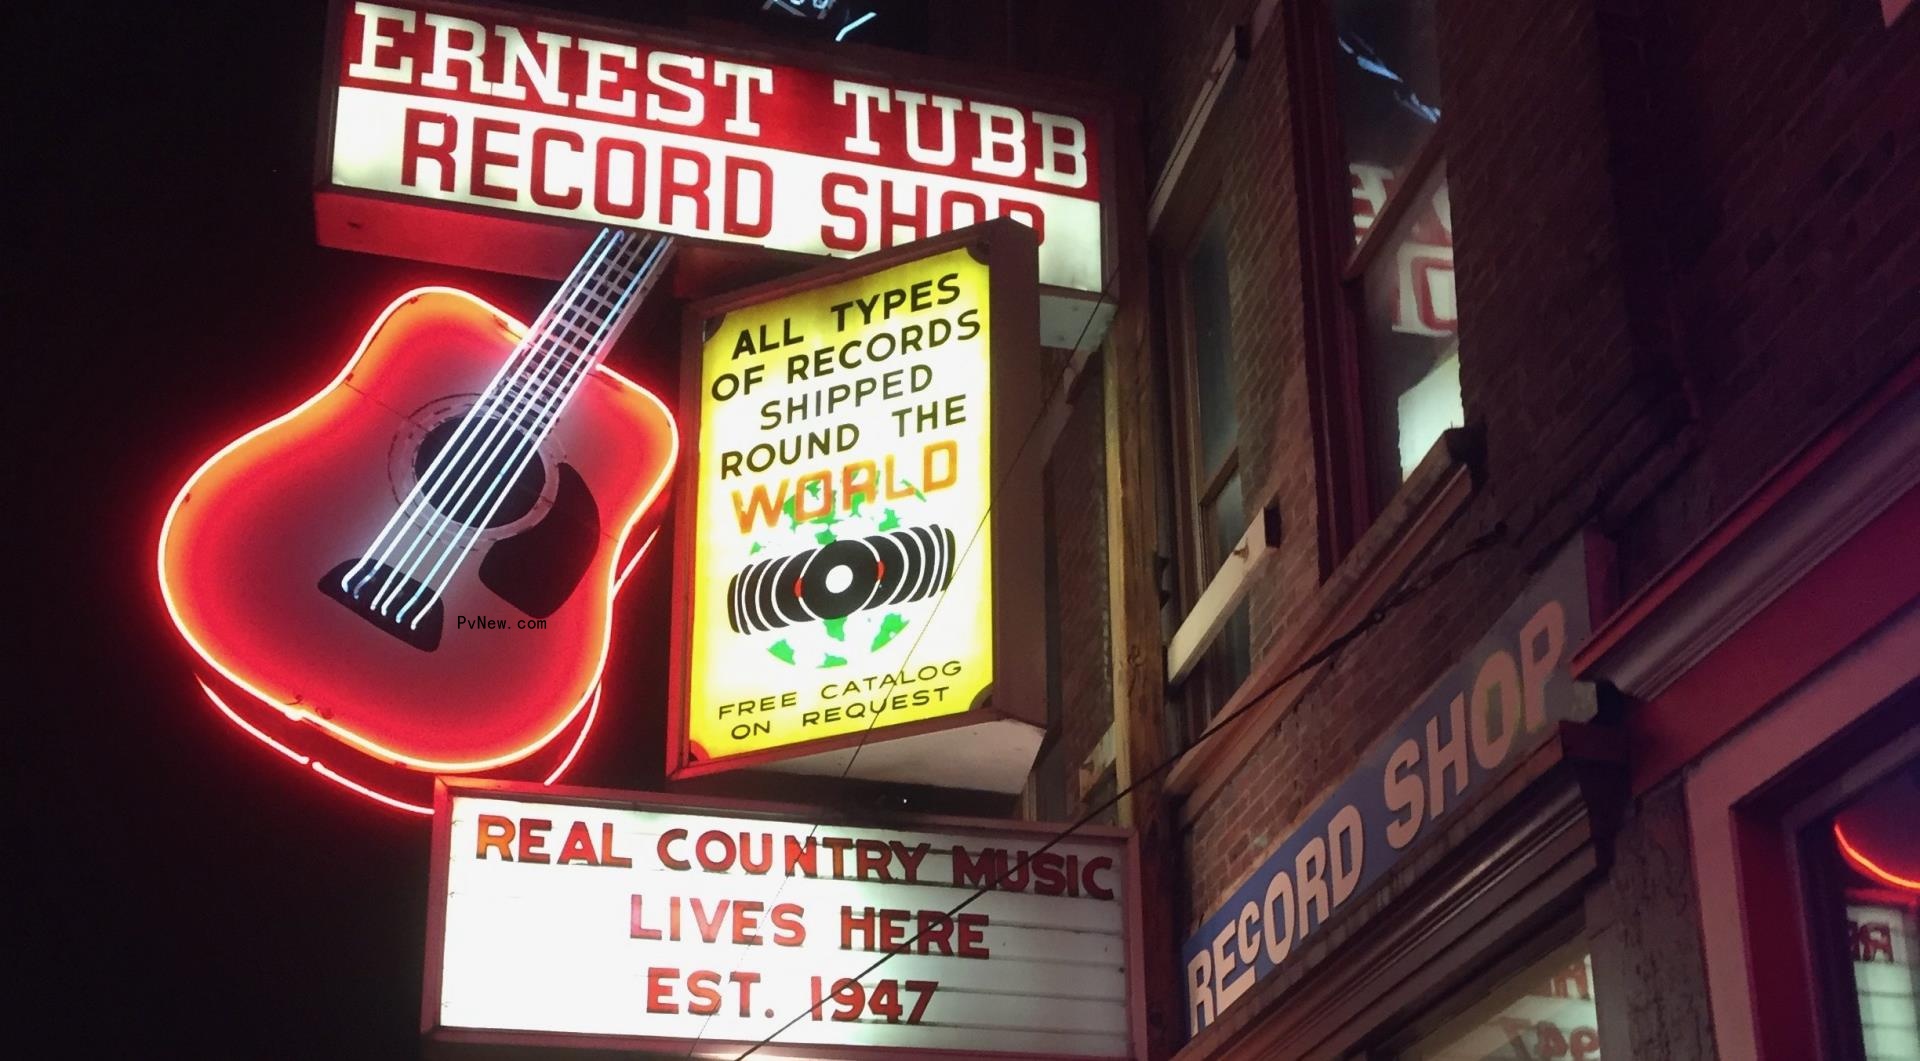 ERNEST TUBB
RECORD SHOP
ALL TYPES
OF RECORDS
SHIPPED
ROUND THE
WORLD
FREE CATALOG
ON REQUEST
PvNew.com
REAL COUNTRY MUSIC
LIVES HERE
EST. 1947
RECORD SHOP